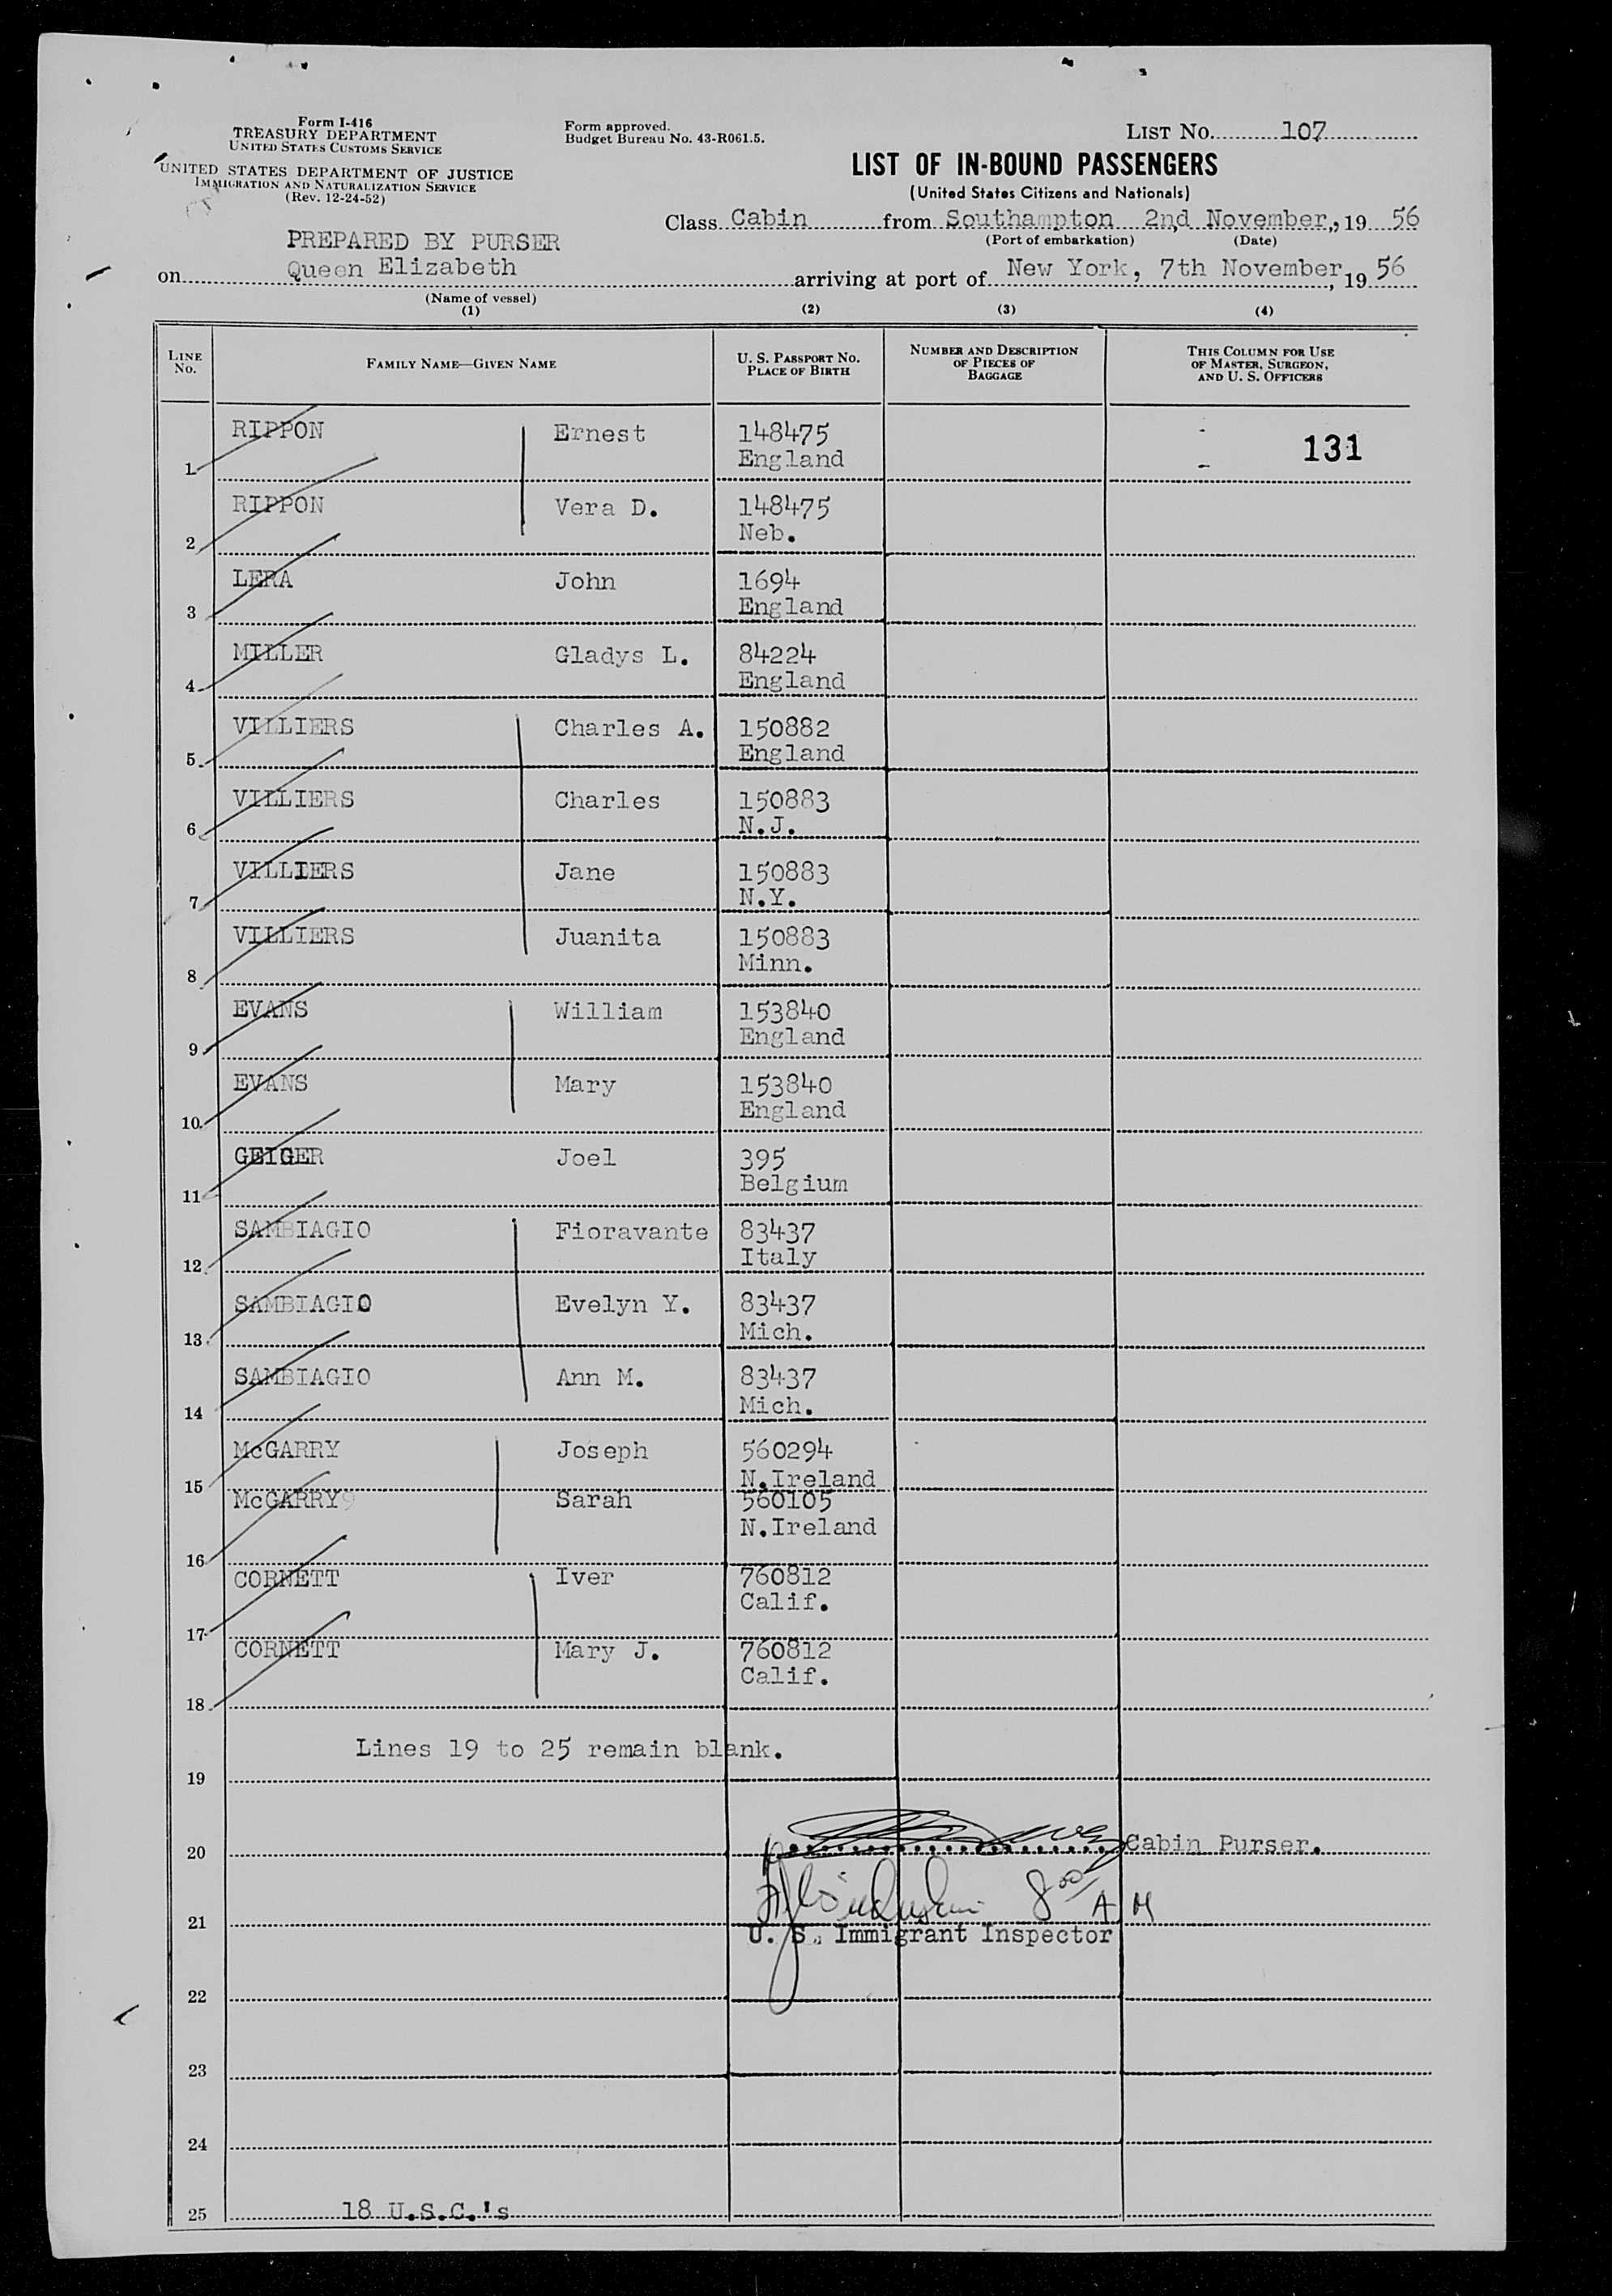 Form I-416
TREASURY DEPARTMENT
UNITED STATES CUSTOMS SERVICE
UNITED STATES DEPARTMENT OF JUSTICE
IMMIGRATION AND NATURALIZATION SERVICE
(Rev. 12-24-52)
Form approved.
Budget Bureau No. 43-R061.5.
LIST No. 107
LIST OF IN-BOUND PASSENGERS
(United States Citizens and Nationals)
Class Cabin from Southampton 2nd November, 19 56
(Port of embarkation) (Date)
PREPARED BY PURSER
on Queen Elizabeth arriving at port of New York, 7th November, 19 56
(Name of vessel)
(1) (2) (3) (4)
LINE No. FAMILY NAME—GIVEN NAME U. S. PASSPORT No. PLACE OF BIRTH NUMBER AND DESCRIPTION OF PIECES OF BAGGAGE THIS COLUMN FOR USE OF MASTER, SURGEON, AND U. S. OFFICERS
1 RIPPON Ernest 148475 131
England
2 RIPPON Vera D. 148475
Neb.
3 LERA John 1694
England
4 MILLER Gladys L. 84224
England
5 VILLIERS Charles A. 150882
England
6 VILLIERS Charles 150883
N.J.
7 VILLIERS Jane 150883
N.Y.
8 VILLIERS Juanita 150883
Minn.
9 EVANS William 153840
England
10 EVANS Mary 153840
England
11 GEIGER Joel 395
Belgium
12 SAMBIAGIO Fioravante 83437
Italy
13 SAMBIAGIO Evelyn Y. 83437
Mich.
14 SAMBIAGIO Ann M. 83437
Mich.
15 McGARRY Joseph 560294
N.Ireland
16 McGARRY Sarah 560105
N.Ireland
17 CORNETT Iver 760812
Calif.
18 CORNETT Mary J. 760812
Calif.
Lines 19 to 25 remain blank.
19
20 Cabin Purser.
21 8 00 A M
U. S. Immigrant Inspector
22
23
24
25 18 U.S.C.'s